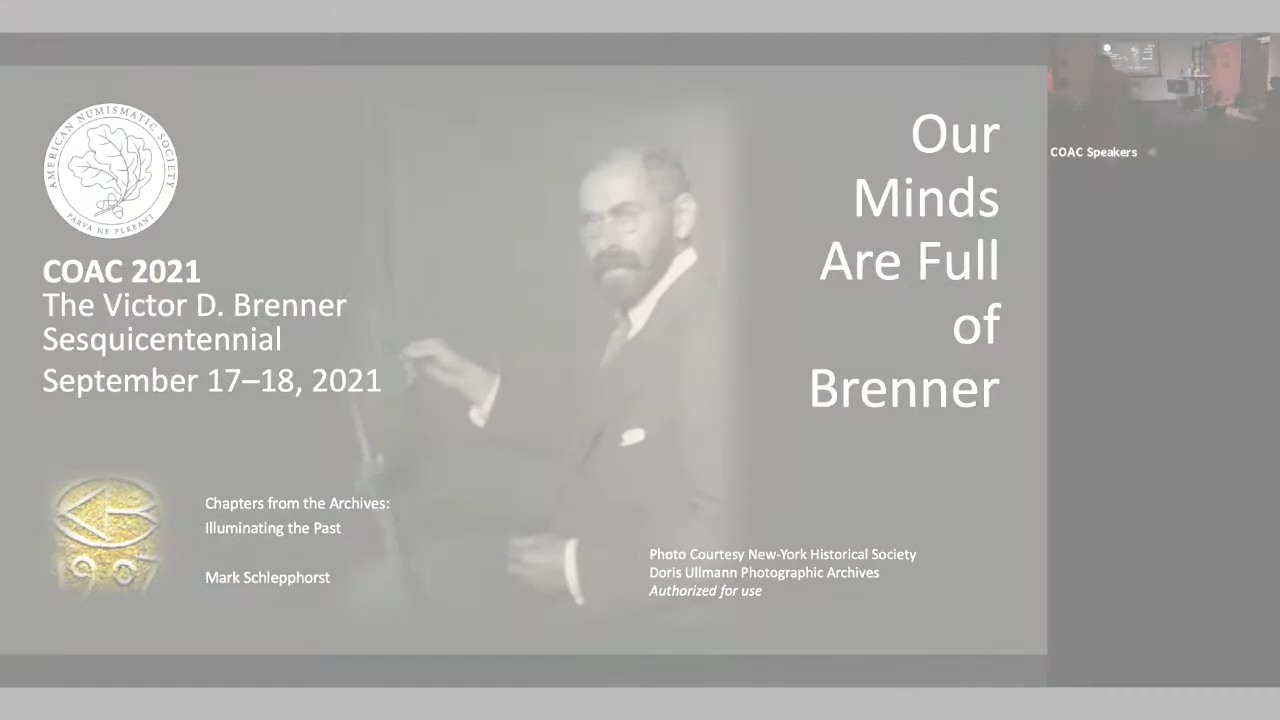 AMERICAN NUMISMATIC SOCIETY
PARVA NE PEREANT
COAC 2021
The Victor D. Brenner
Sesquicentennial
September 17–18, 2021
Our
Minds
Are Full
of
Brenner
Chapters from the Archives:
Illuminating the Past
Mark Schlepphorst
Photo Courtesy New-York Historical Society
Doris Ullmann Photographic Archives
Authorized for use
COAC Speakers